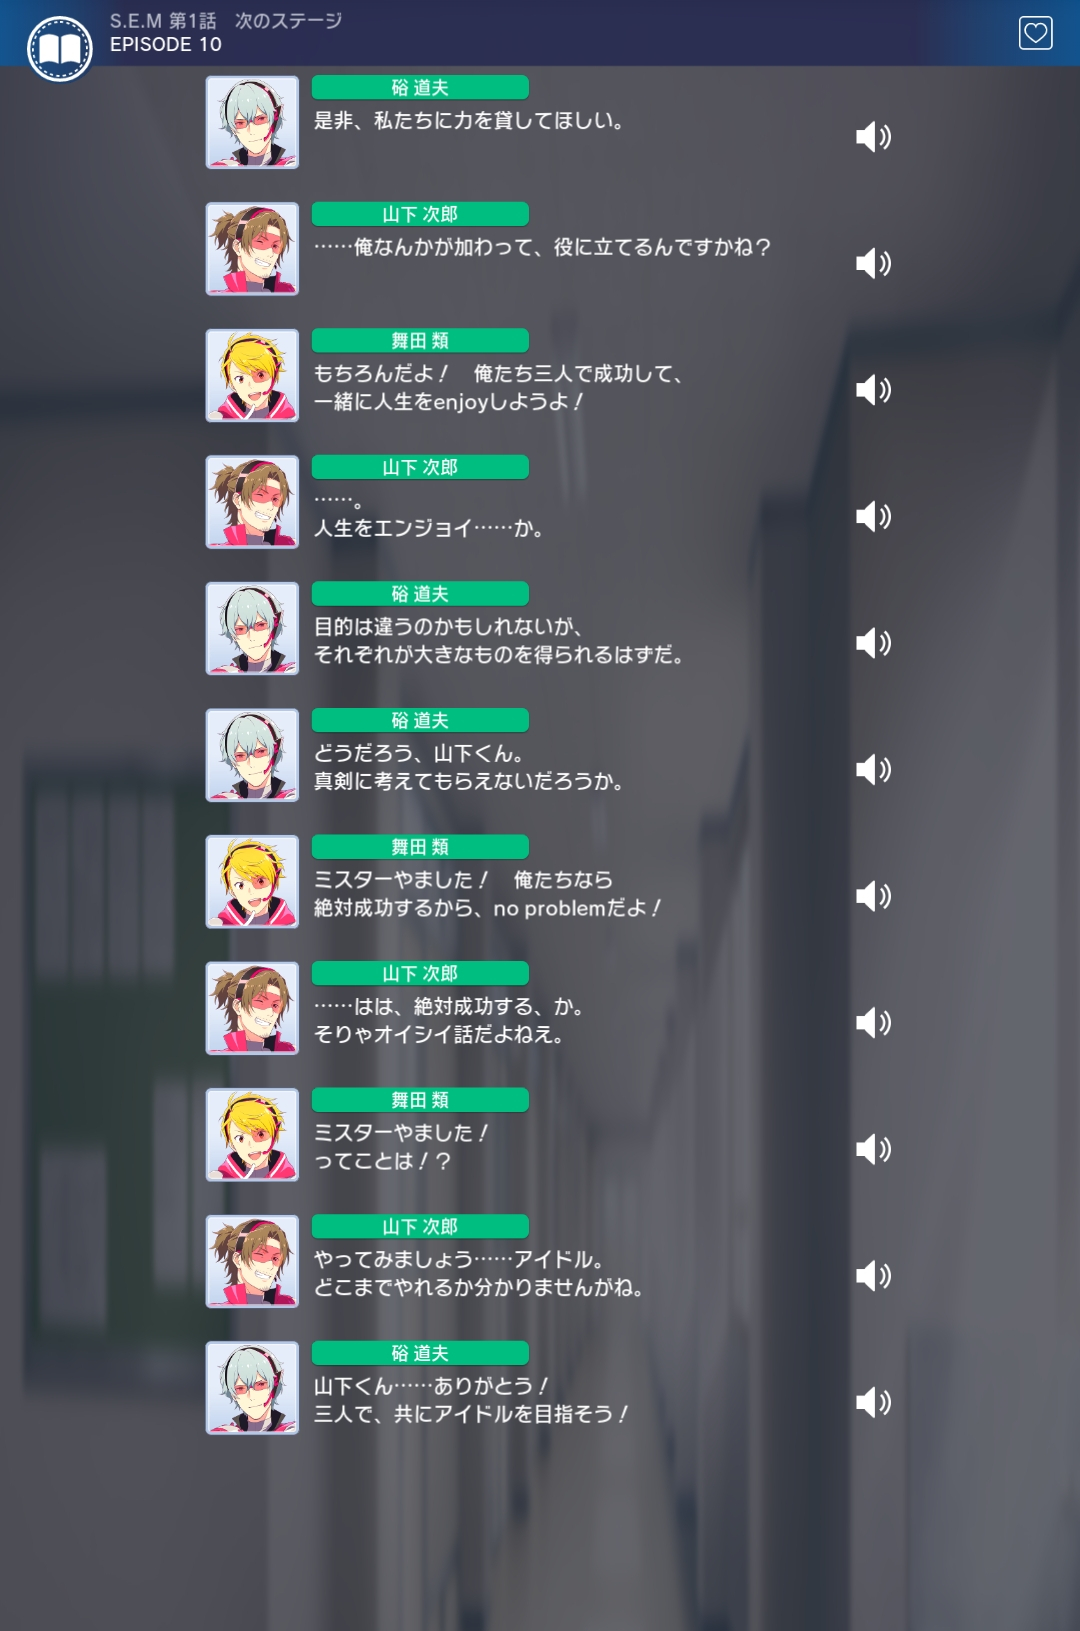 S.E.M 第1話　次のステージ
EPISODE 10
硲 道夫
是非、私たちに力を貸してほしい。
山下 次郎
……俺なんかが加わって、役に立てるんですかね？
舞田 類
もちろんだよ！　俺たち三人で成功して、
一緒に人生をenjoyしようよ！
山下 次郎
……。
人生をエンジョイ……か。
硲 道夫
目的は違うのかもしれないが、
それぞれが大きなものを得られるはずだ。
硲 道夫
どうだろう、山下くん。
真剣に考えてもらえないだろうか。
舞田 類
ミスターやました！　俺たちなら
絶対成功するから、no problemだよ！
山下 次郎
……はは、絶対成功する、か。
そりゃオイシイ話だよねえ。
舞田 類
ミスターやました！
ってことは！？
山下 次郎
やってみましょう……アイドル。
どこまでやれるか分かりませんがね。
硲 道夫
山下くん……ありがとう！
三人で、共にアイドルを目指そう！